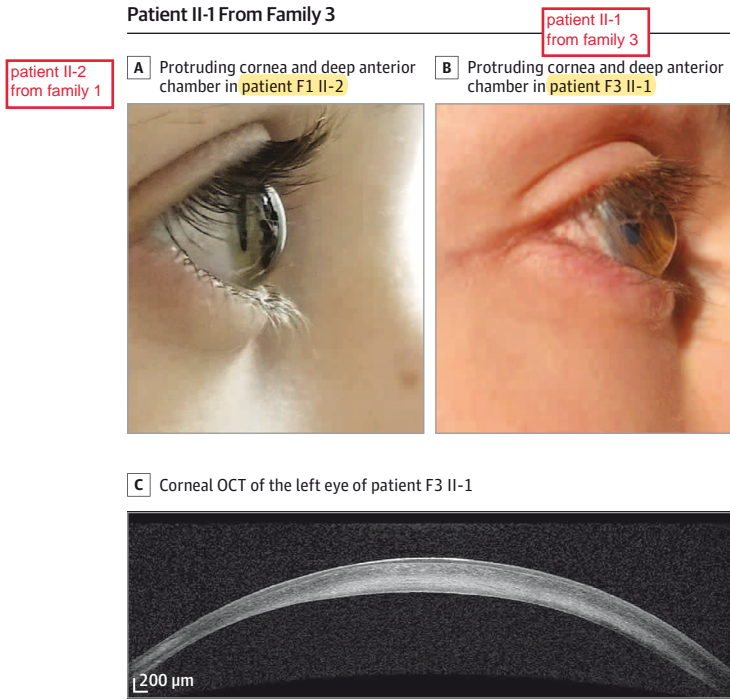 Patient II-1 From Family 3
patient II-1
from family 3
patient II-2
from family 1
A Protruding cornea and deep anterior
chamber in patient F1 II-2
B Protruding cornea and deep anterior
chamber in patient F3 II-1
C Corneal OCT of the left eye of patient F3 II-1
200 μm